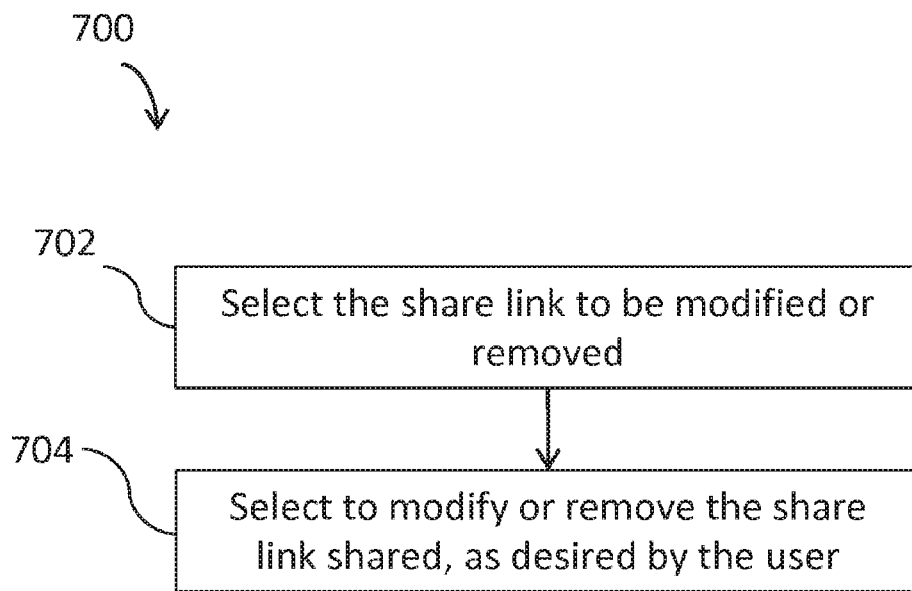 700
702
Select the share link to be modified or
removed
704
Select to modify or remove the share
link shared, as desired by the user